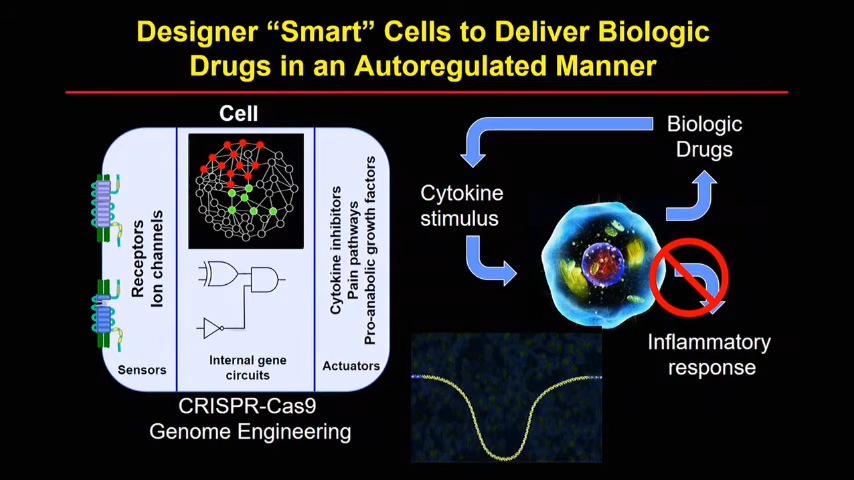 Designer “Smart” Cells to Deliver Biologic
Drugs in an Autoregulated Manner
Cell
Receptors
Ion channels
Sensors
Internal gene
circuits
Cytokine inhibitors
Pain pathways
Pro-anabolic growth factors
Actuators
CRISPR-Cas9
Genome Engineering
Biologic
Drugs
Cytokine
stimulus
Inflammatory
response